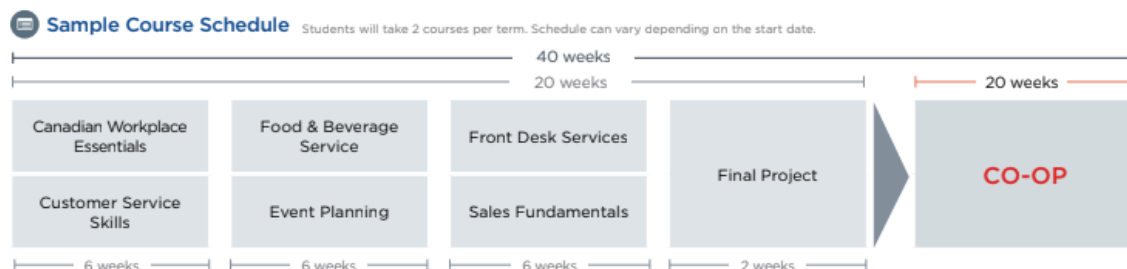 Sample Course Schedule Students will take 2 courses per term. Schedule can vary depending on the start date.
40 weeks
20 weeks
20 weeks
Canadian Workplace
Essentials
Food & Beverage
Service
Front Desk Services
Final Project
CO-OP
Customer Service
Skills
Event Planning
Sales Fundamentals
6 weeks
6 weeks
6 weeks
2 weeks